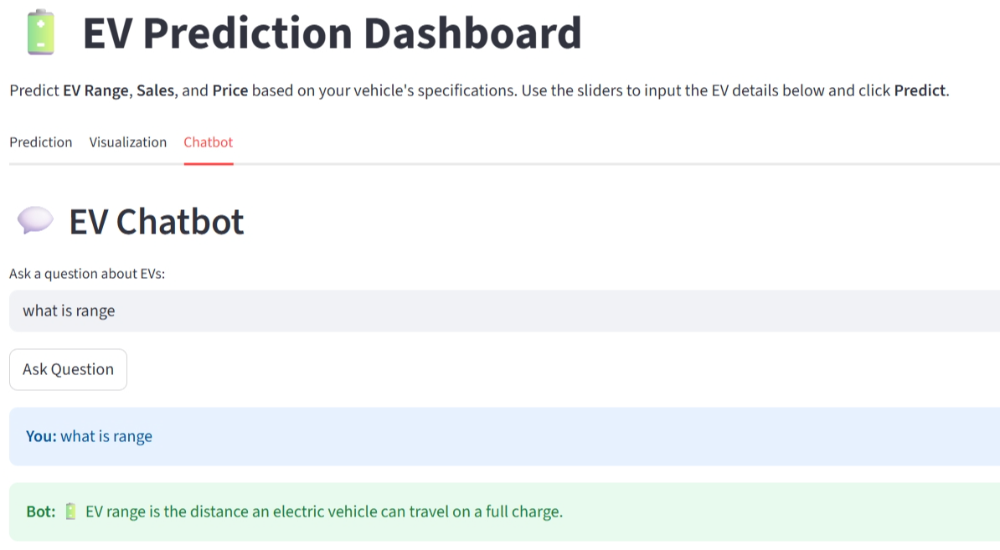 EV Prediction Dashboard
Predict EV Range, Sales, and Price based on your vehicle's specifications. Use the sliders to input the EV details below and click Predict.
Prediction Visualization Chatbot
EV Chatbot
Ask a question about EVs:
what is range
Ask Question
You: what is range
Bot: 🔋 EV range is the distance an electric vehicle can travel on a full charge.